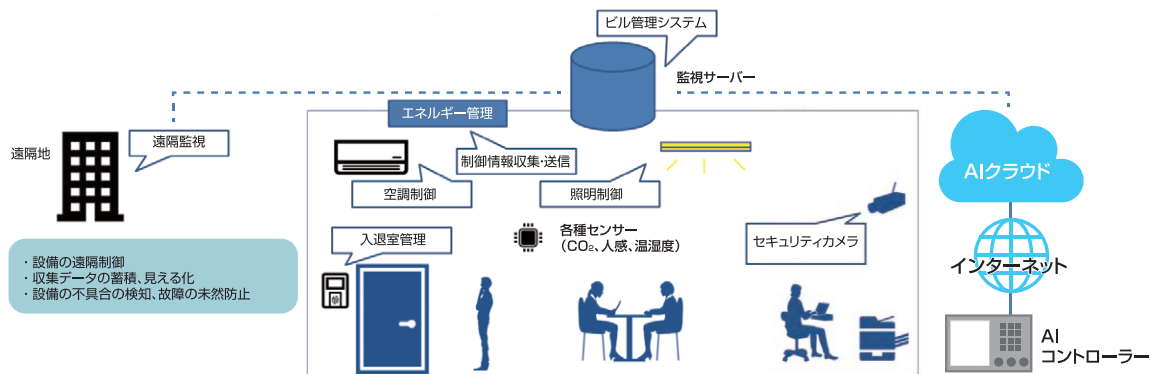 ビル管理システム
監視サーバー
エネルギー管理
遠隔地
遠隔監視
制御情報収集・送信
空調制御
照明制御
AIクラウド
入退室管理
各種センサー
(CO₂、人感、温湿度)
セキュリティカメラ
・設備の遠隔制御
・収集データの蓄積、見える化
・設備の不具合の検知、故障の未然防止
インターネット
AI
コントローラー